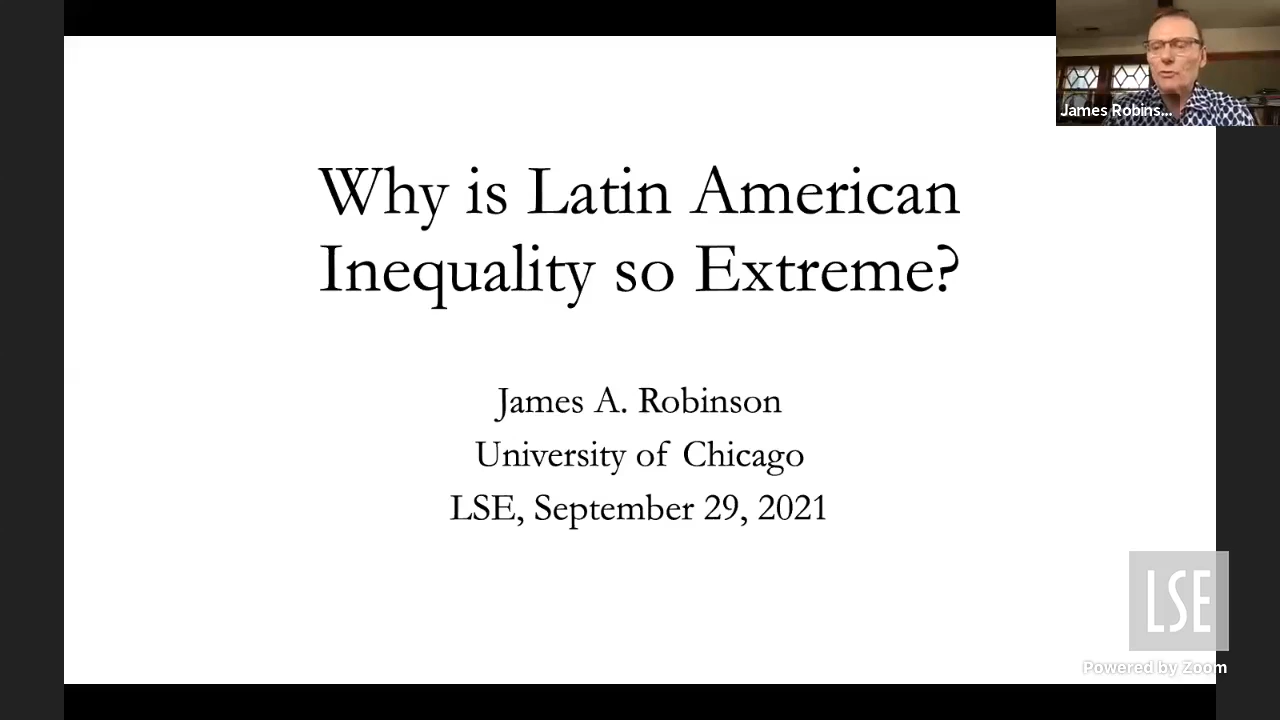 James Robins...
Why is Latin American
Inequality so Extreme?
James A. Robinson
University of Chicago
LSE, September 29, 2021
LSE
Powered by Zoom